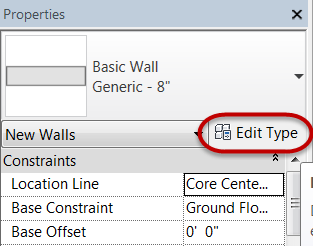 Properties
Basic Wall
Generic - 8"
New Walls
Edit Type
Constraints
Location Line Core Cente...
Base Constraint Ground Flo...
Base Offset 0' 0"